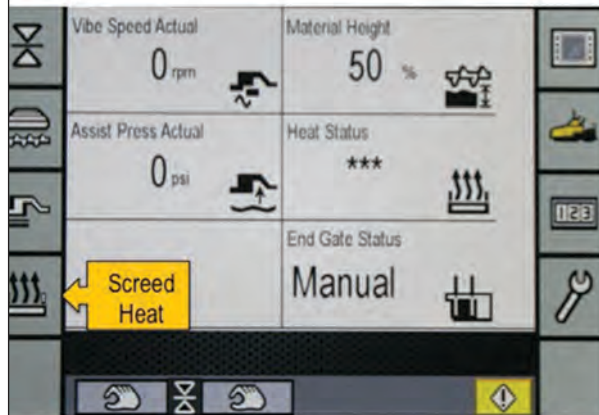 Vibe Speed Actual
0 rpm
Material Height
50 %
Assist Press Actual
0 psi
Heat Status
***
End Gate Status
Manual
Screed
Heat
123